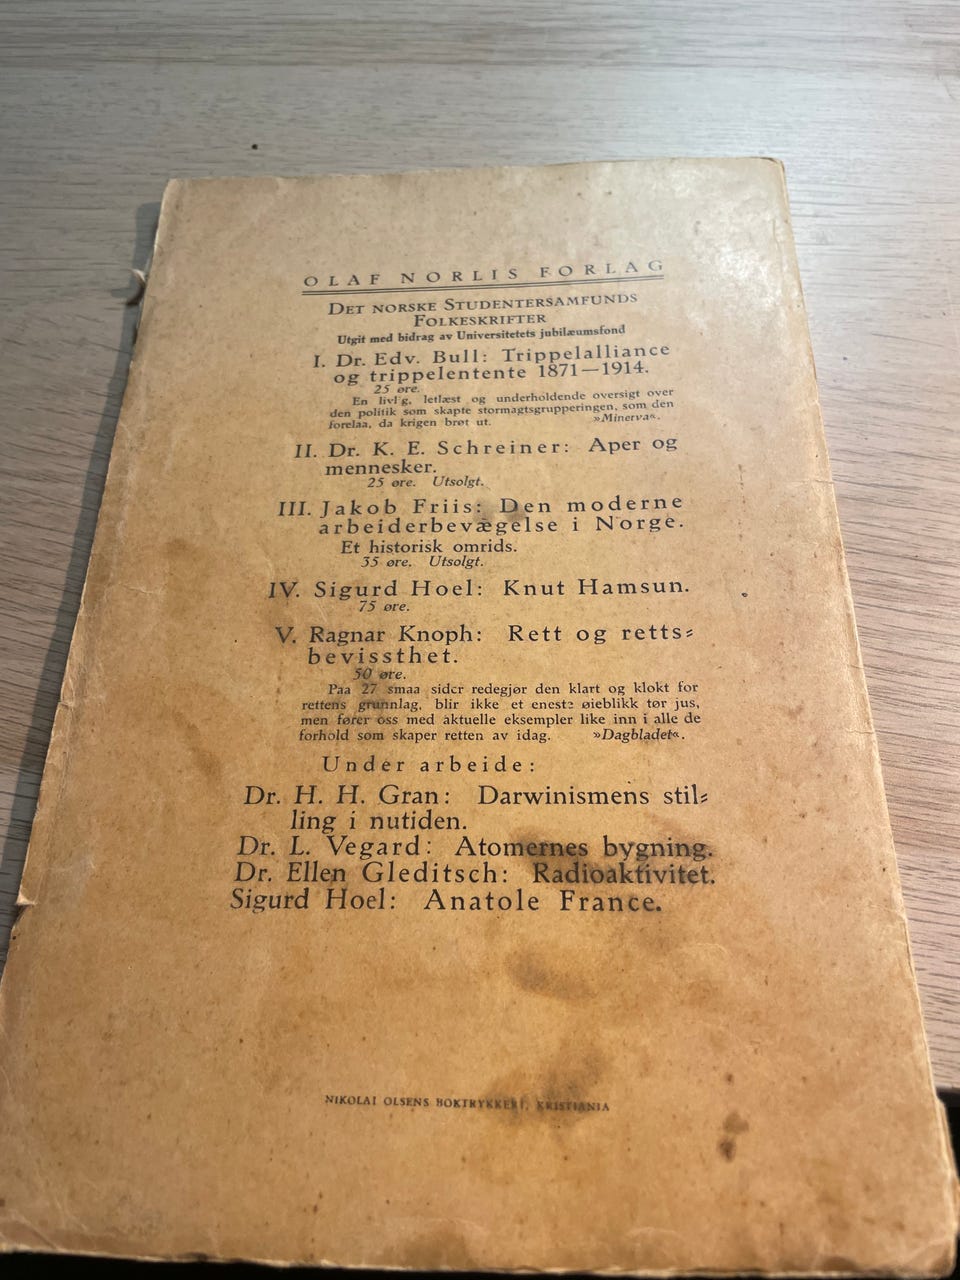 OLAF NORLIS FORLAG
DET NORSKE STUDENTERSAMFUNDS
FOLKESKRIFTER
Utgit med bidrag av Universitetets jubilæumsfond
I. Dr. Edv. Bull: Trippelalliance
og trippelentente 1871—1914.
25 øre.
En livlig, letlæst og underholdende oversigt over
den politik som skapte stormagtsgrupperingen, som den
forelaa, da krigen brøt ut. »Minerva«.
II. Dr. K. E. Schreiner: Aper og
mennesker.
25 øre. Utsolgt.
III. Jakob Friis: Den moderne
arbeiderbevægelse i Norge.
Et historisk omrids.
35 øre. Utsolgt.
IV. Sigurd Hoel: Knut Hamsun.
75 øre.
V. Ragnar Knoph: Rett og retts-
bevissthet.
50 øre.
Paa 27 smaa sider redegjør den klart og klokt for
rettens grunnlag, blir ikke et eneste øieblikk tør jus,
men fører oss med aktuelle eksempler like inn i alle de
forhold som skaper retten av idag. »Dagbladet«.
Under arbeide:
Dr. H. H. Gran: Darwinismens stil-
ling i nutiden.
Dr. L. Vegard: Atomernes bygning.
Dr. Ellen Gleditsch: Radioaktivitet.
Sigurd Hoel: Anatole France.
NIKOLAI OLSENS BOKTRYKKERI, KRISTIANIA